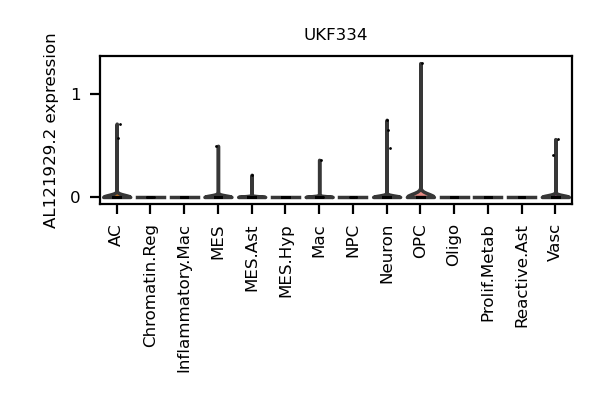 UKF334
AL121929.2 expression
1
0
AC
Chromatin.Reg
Inflammatory.Mac
MES
MES.Ast
MES.Hyp
Mac
NPC
Neuron
OPC
Oligo
Prolif.Metab
Reactive.Ast
Vasc